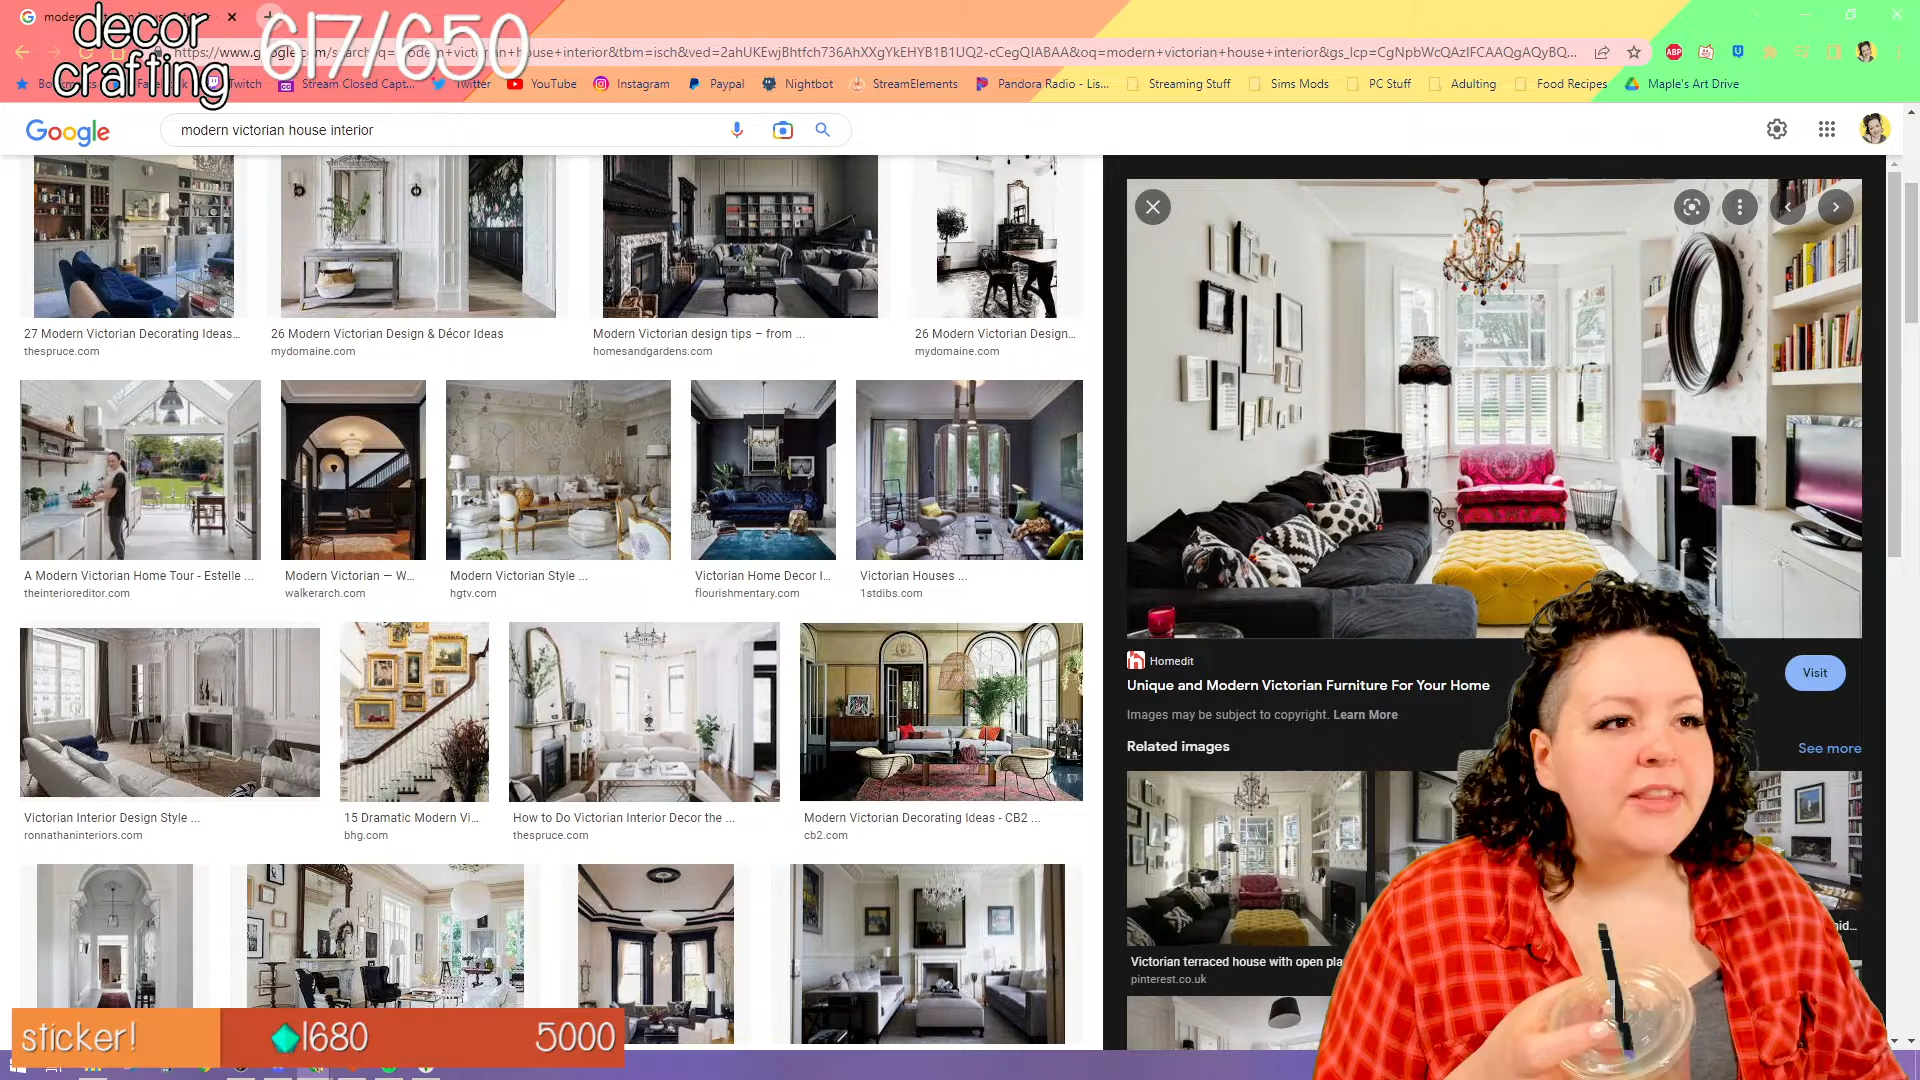 decor
crafting
617/650
Twitch
Stream Closed Capt...
Twitter
YouTube
Instagram
Paypal
Nightbot
StreamElements
Pandora Radio - Lis...
Streaming Stuff
Sims Mods
PC Stuff
Adulting
Food Recipes
Maple's Art Drive
ABP
Google
modern victorian house interior
27 Modern Victorian Decorating Ideas...
thespruce.com
26 Modern Victorian Design & Décor Ideas
mydomaine.com
Modern Victorian design tips – from ...
homesandgardens.com
26 Modern Victorian Design...
mydomaine.com
A Modern Victorian Home Tour - Estelle ...
theinterioreditor.com
Modern Victorian — W...
walkerarch.com
Modern Victorian Style ...
hgtv.com
Victorian Home Decor I...
flourishmentary.com
Victorian Houses ...
1stdibs.com
Victorian Interior Design Style ...
ronnathaninteriors.com
15 Dramatic Modern Vi...
bhg.com
How to Do Victorian Interior Decor the ...
thespruce.com
Modern Victorian Decorating Ideas - CB2 ...
cb2.com
Homedit
Visit
Unique and Modern Victorian Furniture For Your Home
Images may be subject to copyright. Learn More
Related images
See more
Victorian terraced house with open pla
pinterest.co.uk
sticker!
1680
5000